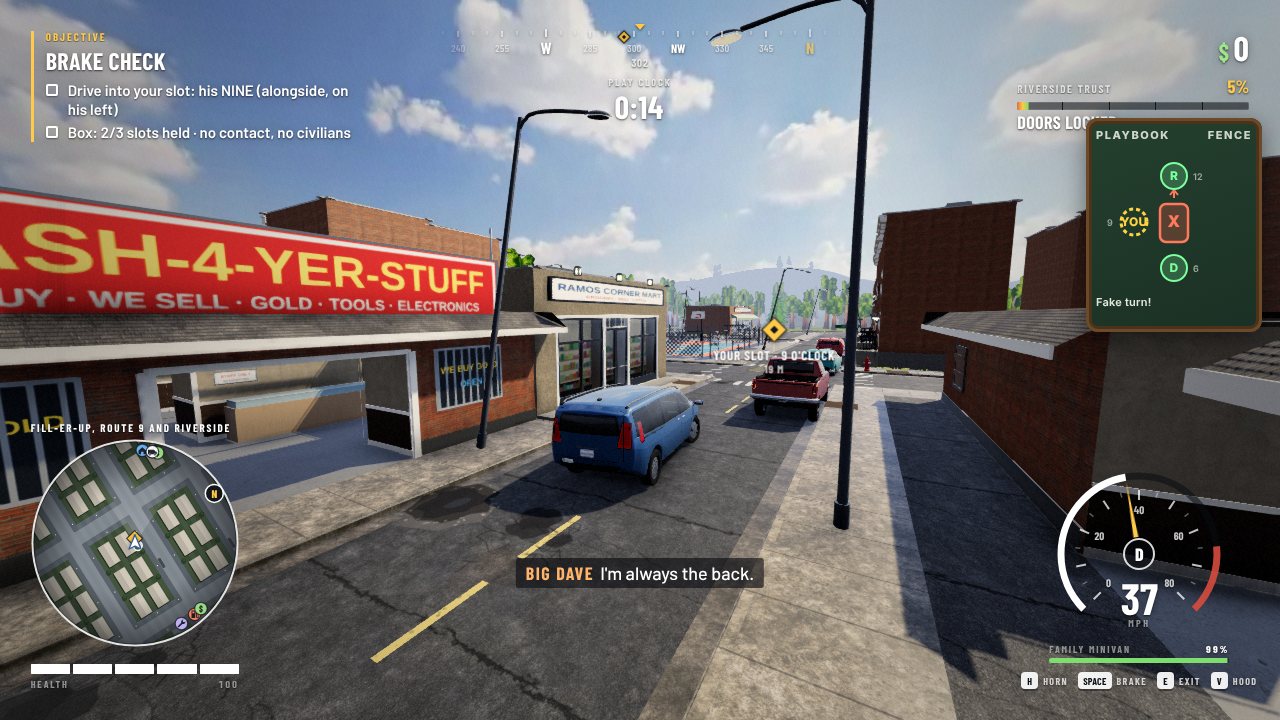 OBJECTIVE
BRAKE CHECK
Drive into your slot: his NINE (alongside, on
his left)
Box: 2/3 slots held · no contact, no civilians
240 255 W 285 300 NW 330 345 N
302
PLAY CLOCK
0:14
$0
RIVERSIDE TRUST 5%
DOORS LOCKED
PLAYBOOK FENCE
R 12
9 YOU X
D 6
Fake turn!
ASH-4-YER-STUFF
BUY · WE SELL · GOLD · TOOLS · ELECTRONICS
RAMOS CORNER MART
WE BUY GOLD
OPEN
YOUR SLOT - 9 O'CLOCK
19 M
FILL-ER-UP, ROUTE 9 AND RIVERSIDE
N
BIG DAVE I'm always the back.
HEALTH 100
0 20 40 60 80
D
37
MPH
FAMILY MINIVAN 99%
H HORN SPACE BRAKE E EXIT V HOOD